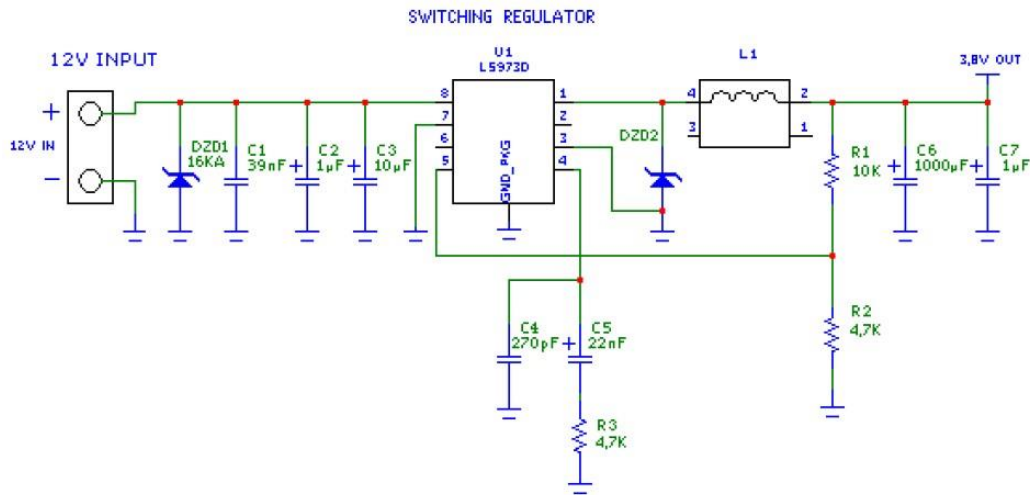 SWITCHING REGULATOR
12V INPUT
+
12V IN
-
DZD1
16KA
C1
39nF
+
C2
1µF
+
C3
10µF
U1
L5973D
8
7
6
5
1
2
3
4
GND_PKG
DZD2
L1
4
3
2
1
3,8V OUT
R1
10K
+
C6
1000µF
+
C7
1µF
C4
270pF
+
C5
22nF
R2
4,7K
R3
4,7K